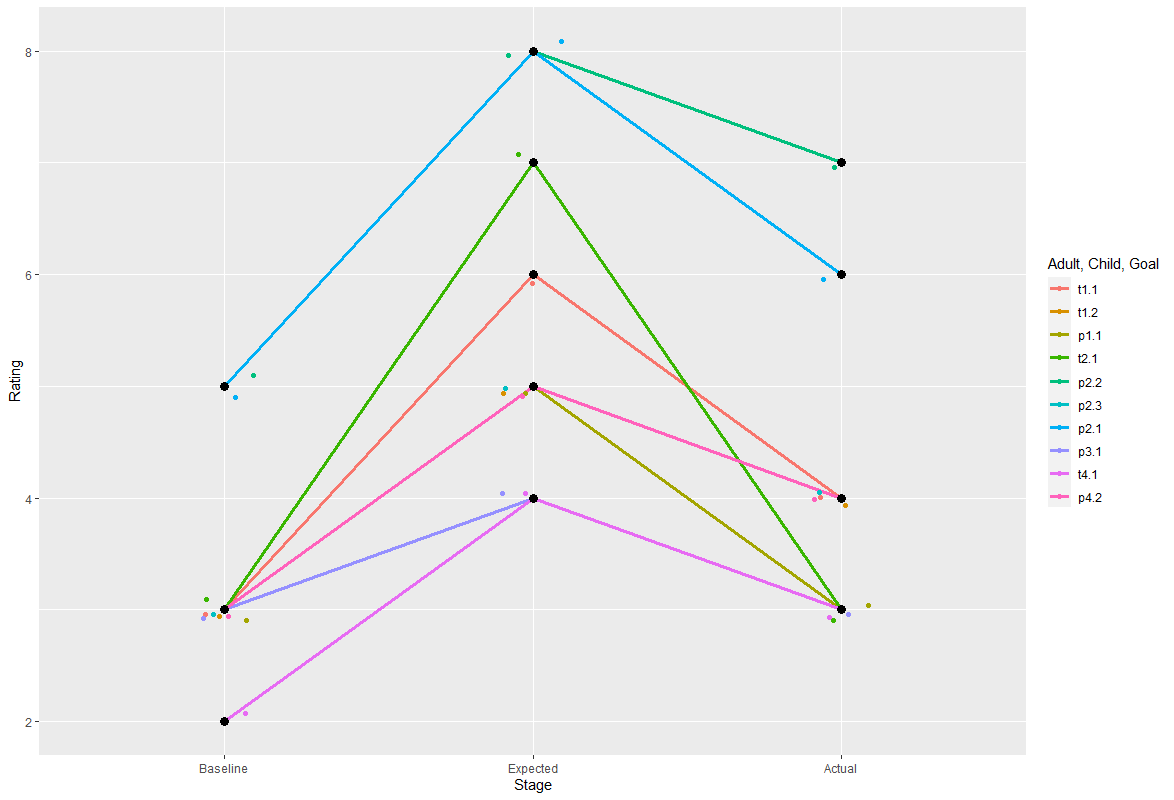 8
6
4
2
Rating
Baseline
Expected
Actual
Stage
Adult, Child, Goal
t1.1
t1.2
p1.1
t2.1
p2.2
p2.3
p2.1
p3.1
t4.1
p4.2